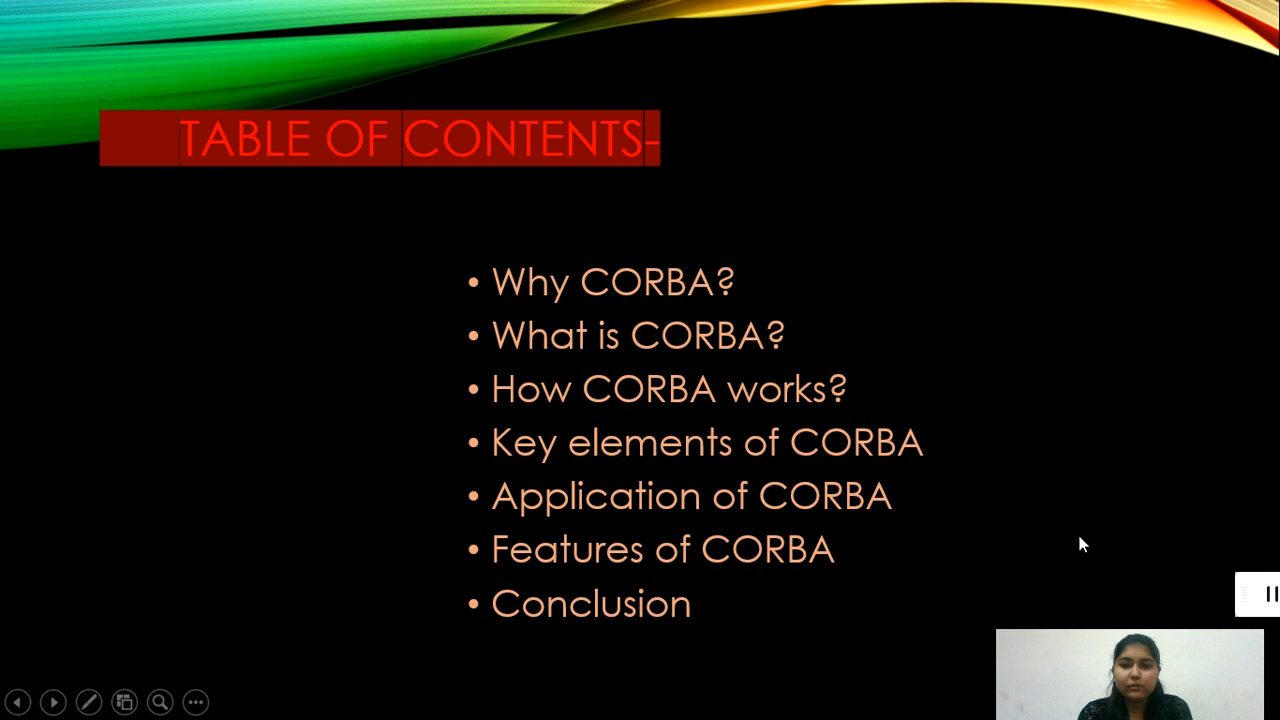 TABLE OF CONTENTS-
• Why CORBA?
• What is CORBA?
• How CORBA works?
• Key elements of CORBA
• Application of CORBA
• Features of CORBA
• Conclusion